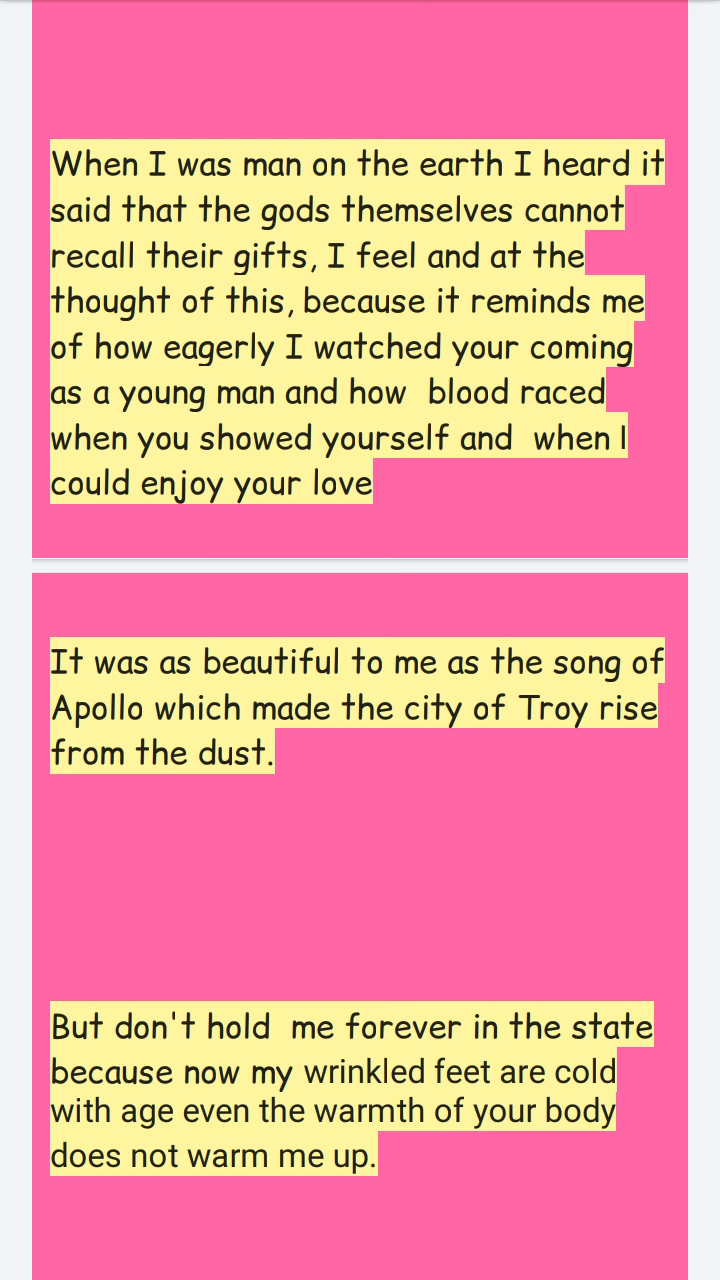 When I was man on the earth I heard it
said that the gods themselves cannot
recall their gifts, I feel and at the
thought of this, because it reminds me
of how eagerly I watched your coming
as a young man and how  blood raced
when you showed yourself and  when I
could enjoy your love
It was as beautiful to me as the song of
Apollo which made the city of Troy rise
from the dust.
But don't hold  me forever in the state
because now my wrinkled feet are cold
with age even the warmth of your body
does not warm me up.